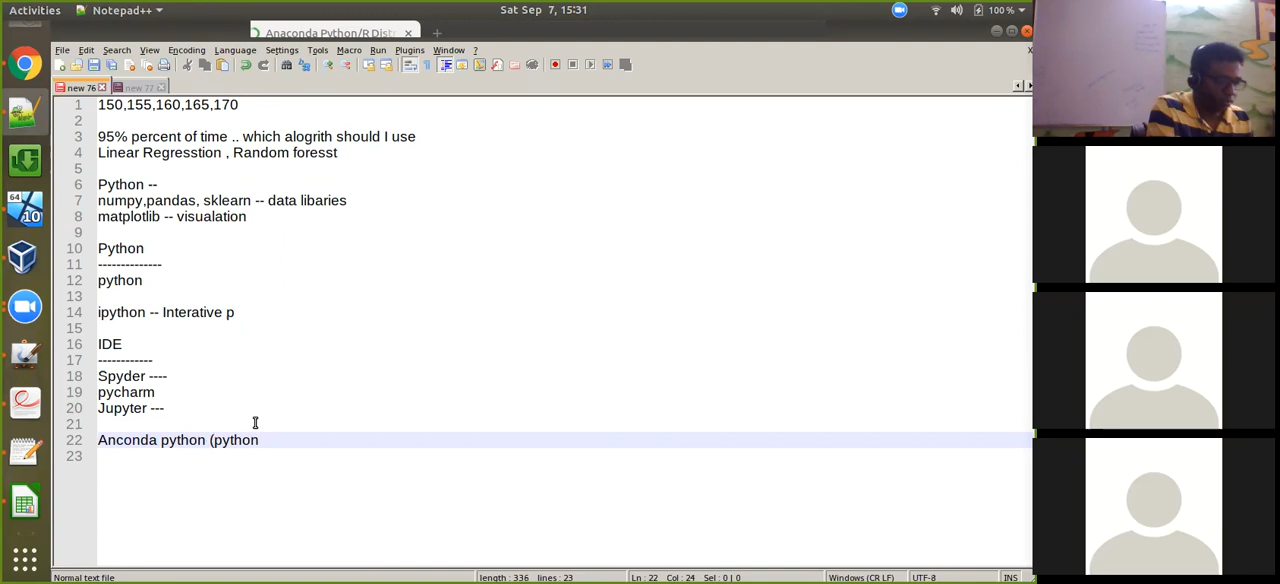 Activities Notepad++ Sat Sep 7, 15:31 100 %
Anaconda Python/R Dist
File Edit Search View Encoding Language Settings Tools Macro Run Plugins Window ? X
new 76 new 77
1 150,155,160,165,170
2
3 95% percent of time .. which alogrith should I use
4 Linear Regresstion , Random foresst
5
6 Python --
7 numpy,pandas, sklearn -- data libaries
8 matplotlib -- visualation
9
10 Python
11 --------------
12 python
13
14 ipython -- Interative p
15
16 IDE
17 ------------
18 Spyder ----
19 pycharm
20 Jupyter ---
21
22 Anconda python (python
23
64
10
Normal text file length : 336 lines : 23 Ln : 22 Col : 24 Sel : 0 | 0 Windows (CR LF) UTF-8 INS